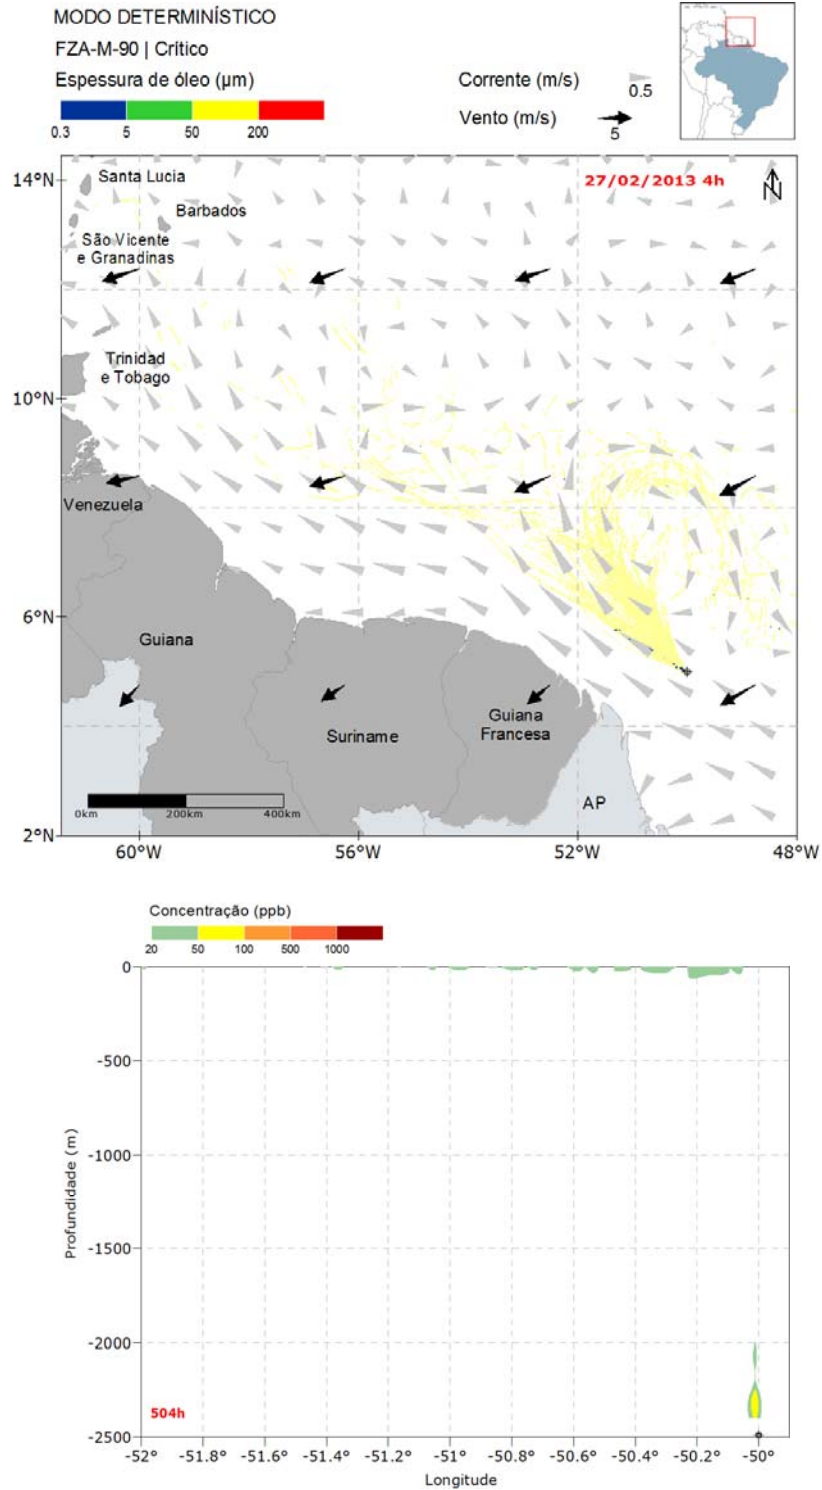 MODO DETERMINÍSTICO
FZA-M-90 | Crítico
Espessura de óleo (µm)
0.3 5 50 200
Corrente (m/s)
0.5
Vento (m/s)
5
27/02/2013 4h
N
14°N
10°N
6°N
2°N
Santa Lucia
Barbados
São Vicente
e Granadinas
Trinidad
e Tobago
Venezuela
Guiana
Suriname
Guiana
Francesa
AP
0km 200km 400km
60°W 56°W 52°W 48°W
Concentração (ppb)
20 50 100 500 1000
0
-500
-1000
-1500
-2000
-2500
Profundidade (m)
504h
-52° -51.8° -51.6° -51.4° -51.2° -51° -50.8° -50.6° -50.4° -50.2° -50°
Longitude